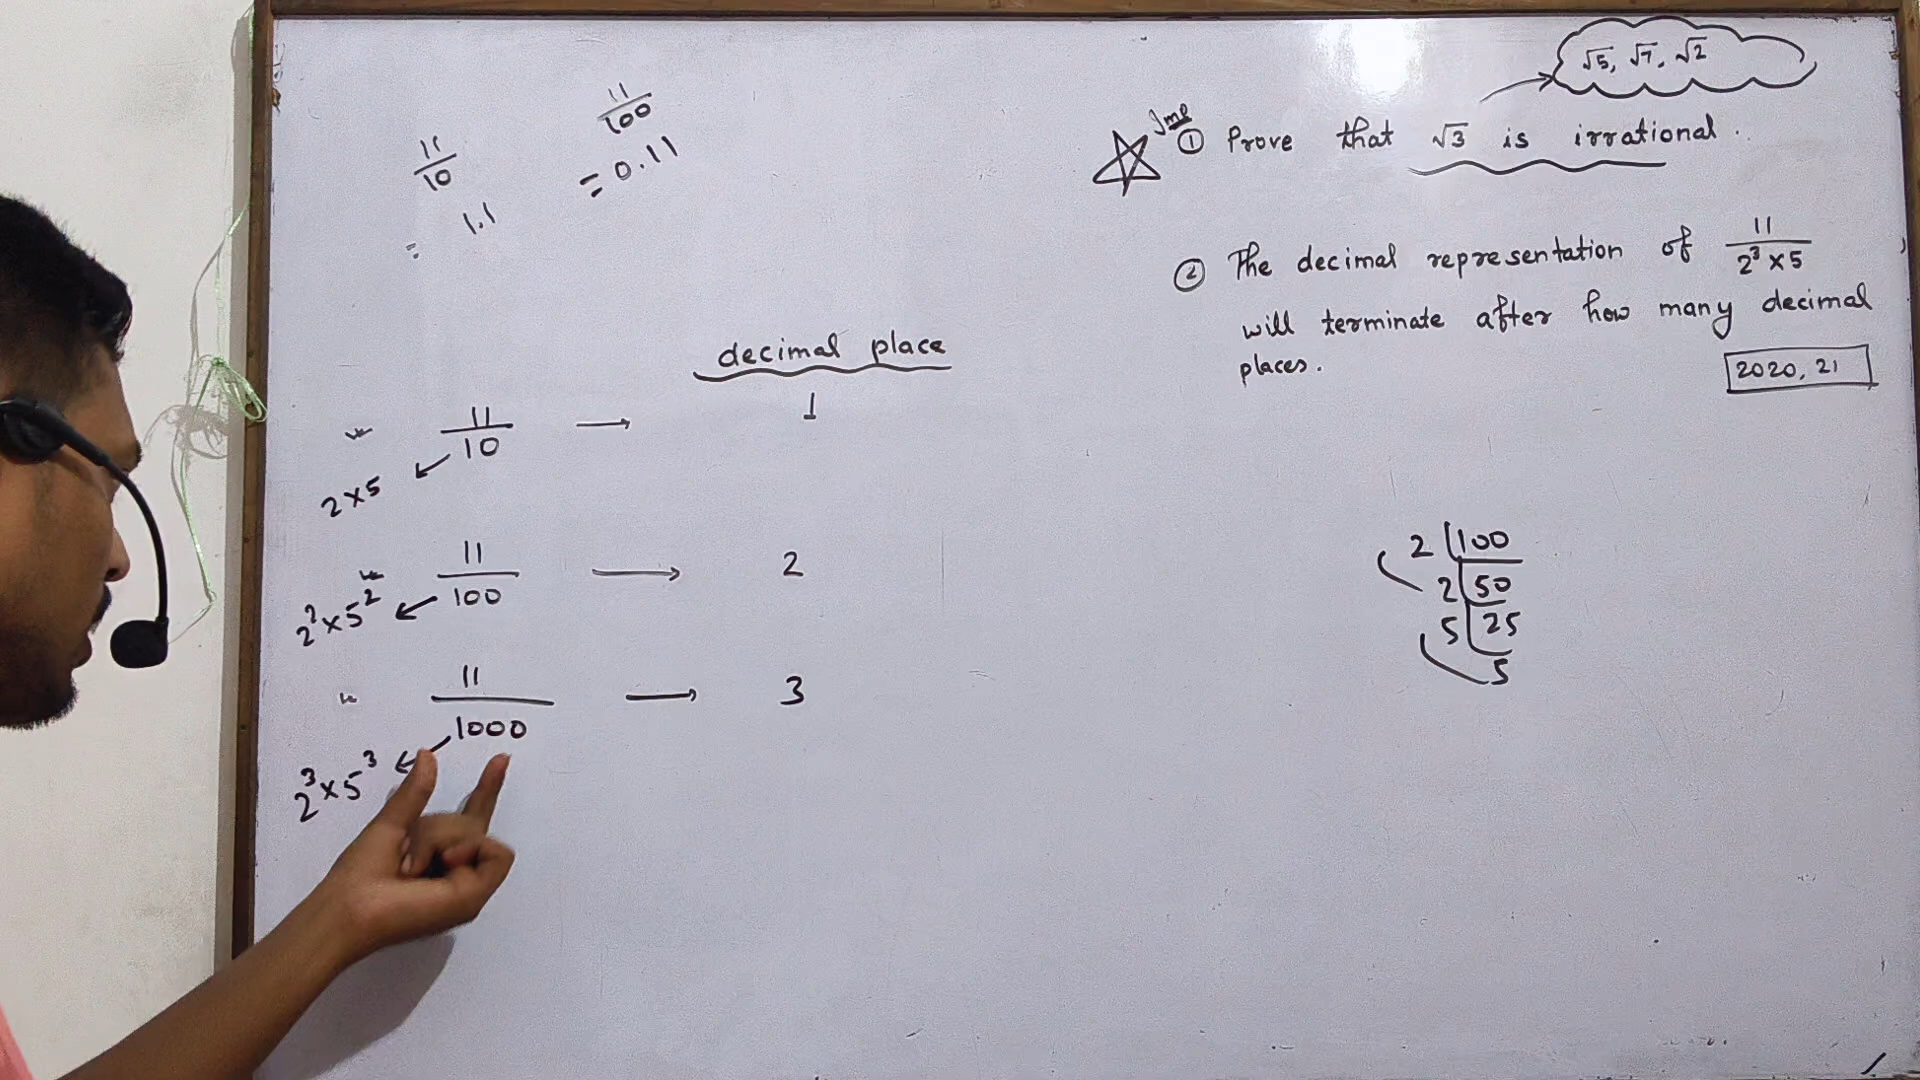 11/10
= 1.1
11/100
= 0.11
decimal place
11/10 → 1
2×5
11/100 → 2
2²×5²
11/1000 → 3
2³×5³
√5, √7, √2
Imp
① Prove that √3 is irrational.
② The decimal representation of 11/2³×5
will terminate after how many decimal
places.
2020, 21
2 100
2 50
5 25
5